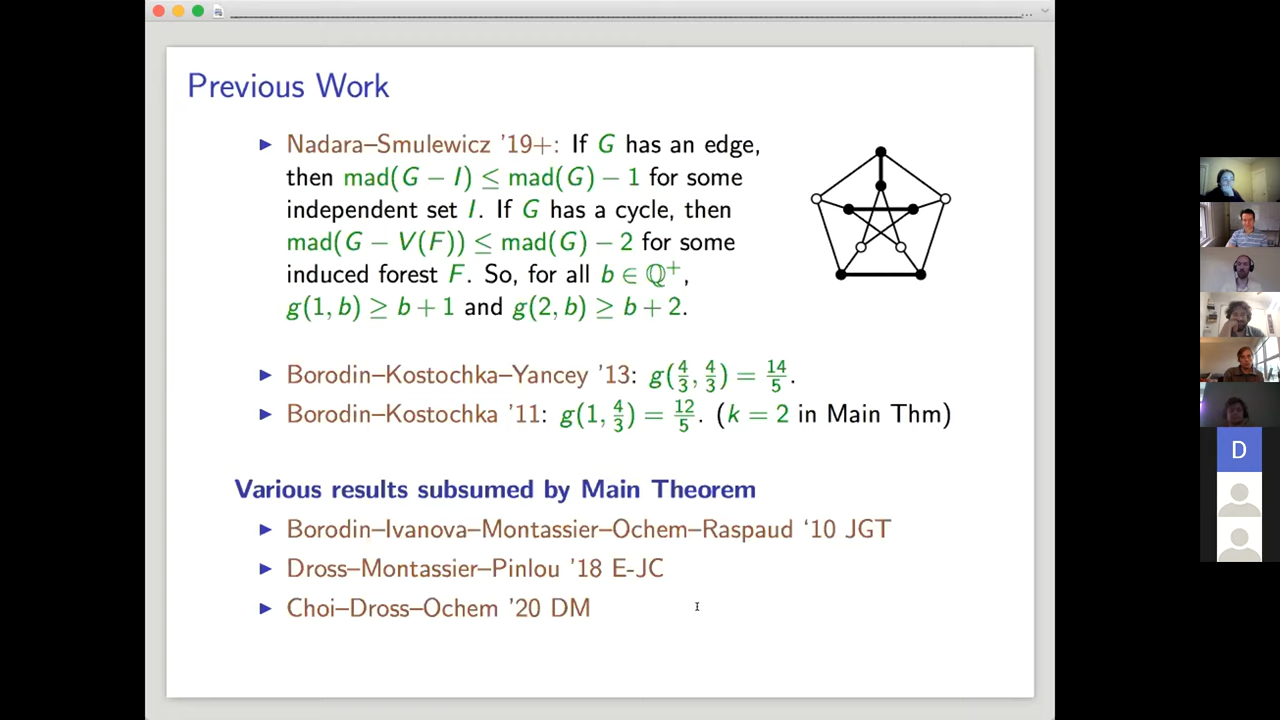 Previous Work
▶ Nadara–Smulewicz '19+: If G has an edge,
then mad(G − I) ≤ mad(G) − 1 for some
independent set I. If G has a cycle, then
mad(G − V(F)) ≤ mad(G) − 2 for some
induced forest F. So, for all b ∈ ℚ⁺,
g(1, b) ≥ b + 1 and g(2, b) ≥ b + 2.
▶ Borodin–Kostochka–Yancey '13: g(4/3, 4/3) = 14/5.
▶ Borodin–Kostochka '11: g(1, 4/3) = 12/5. (k = 2 in Main Thm)
Various results subsumed by Main Theorem
▶ Borodin–Ivanova–Montassier–Ochem–Raspaud ‘10 JGT
▶ Dross–Montassier–Pinlou '18 E-JC
▶ Choi–Dross–Ochem '20 DM
D